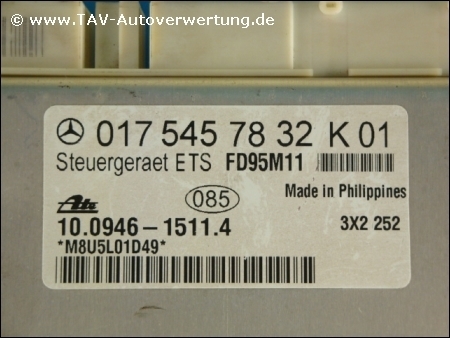 © www.TAV-Autoverwertung.de
017 545 78 32 K 01
Steuergeraet ETS FD95M11
085
Made in Philippines
Ate
10.0946-1511.4
3X2 252
*M8U5L01D49*